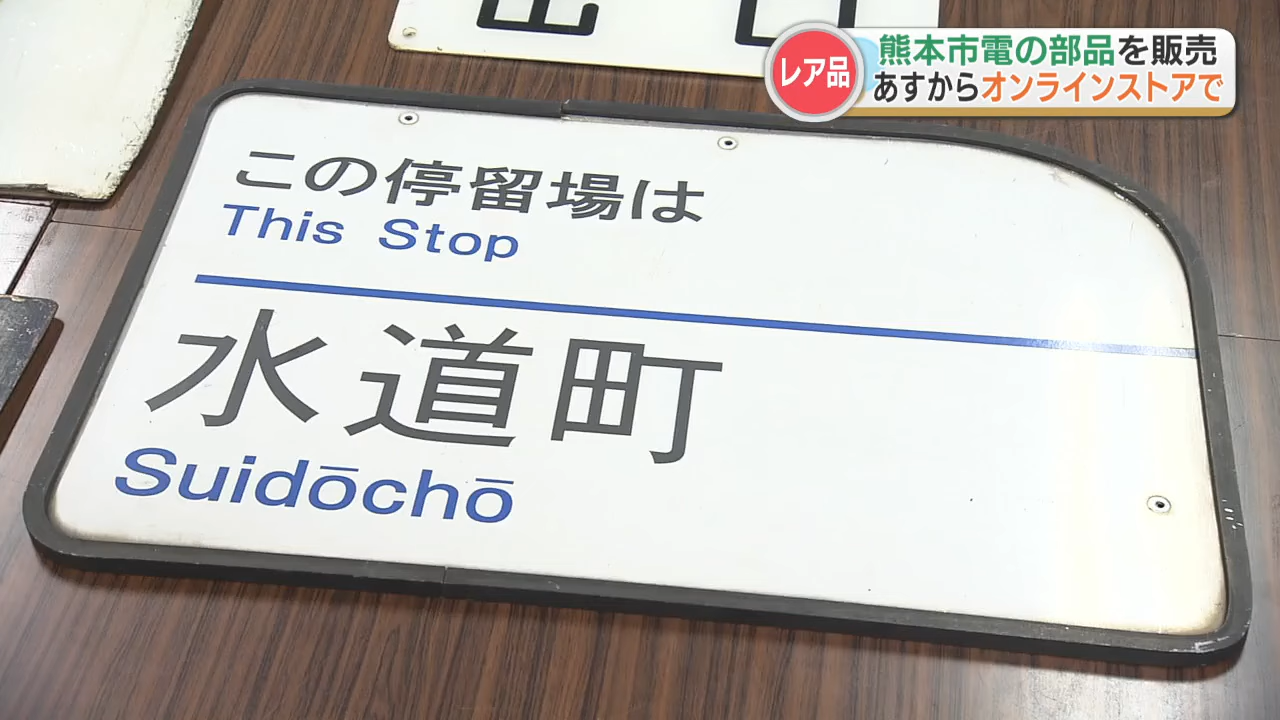 出口
レア品
熊本市電の部品を販売
あすからオンラインストアで
この停留場は
This Stop
水道町
Suidōchō